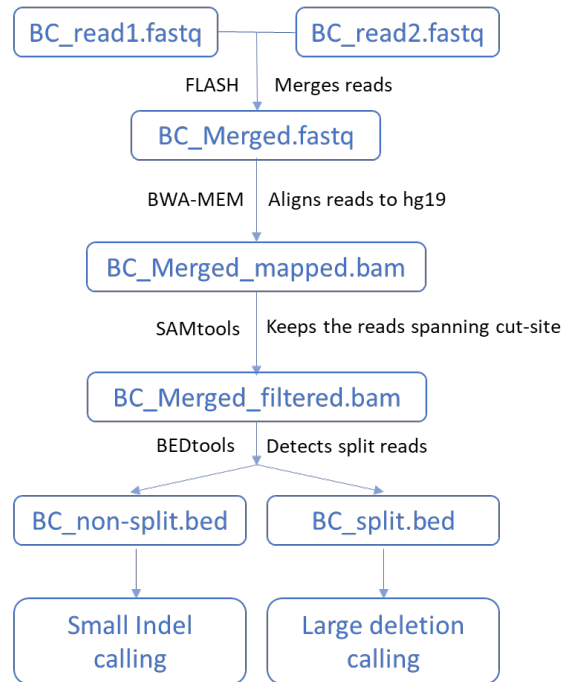 BC_read1.fastq
BC_read2.fastq
FLASH
Merges reads
BC_Merged.fastq
BWA-MEM
Aligns reads to hg19
BC_Merged_mapped.bam
SAMtools
Keeps the reads spanning cut-site
BC_Merged_filtered.bam
BEDtools
Detects split reads
BC_non-split.bed
BC_split.bed
Small Indel
calling
Large deletion
calling